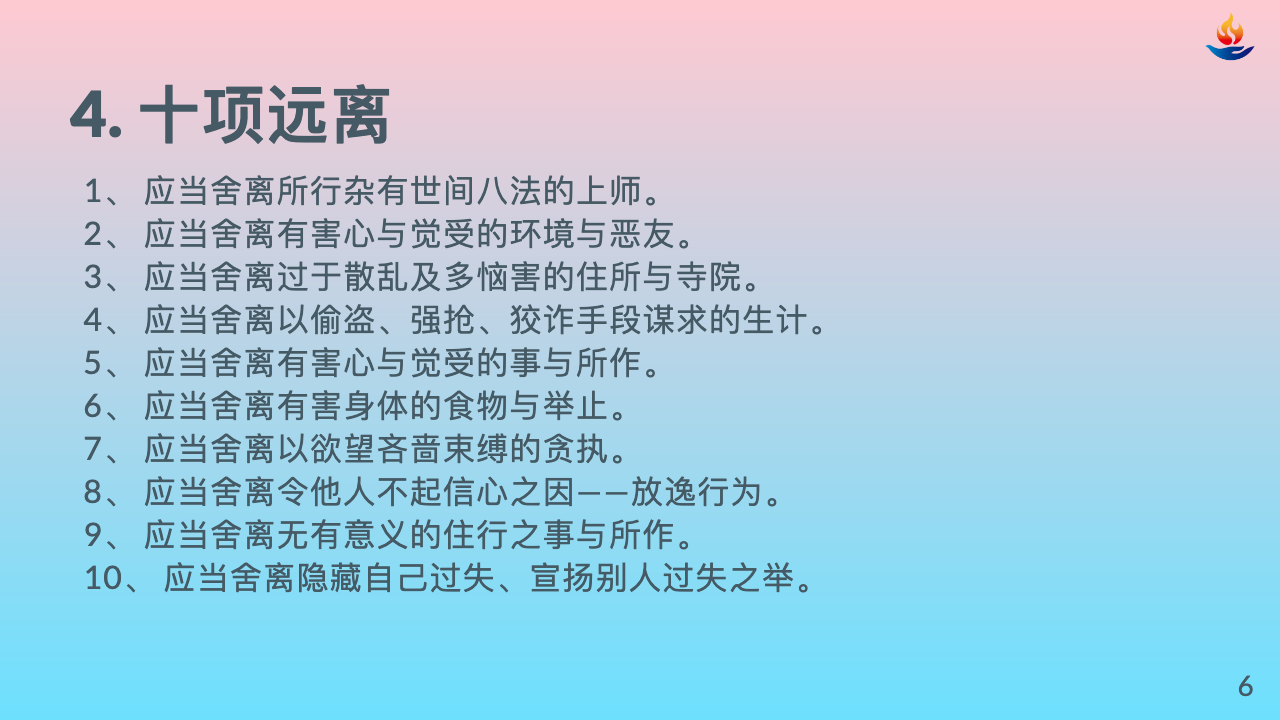 4. 十项远离
1、 应当舍离所行杂有世间八法的上师。
2、 应当舍离有害心与觉受的环境与恶友。
3、 应当舍离过于散乱及多恼害的住所与寺院。
4、 应当舍离以偷盗、强抢、狡诈手段谋求的生计。
5、 应当舍离有害心与觉受的事与所作。
6、 应当舍离有害身体的食物与举止。
7、 应当舍离以欲望吝啬束缚的贪执。
8、 应当舍离令他人不起信心之因——放逸行为。
9、 应当舍离无有意义的住行之事与所作。
10、 应当舍离隐藏自己过失、宣扬别人过失之举。
6